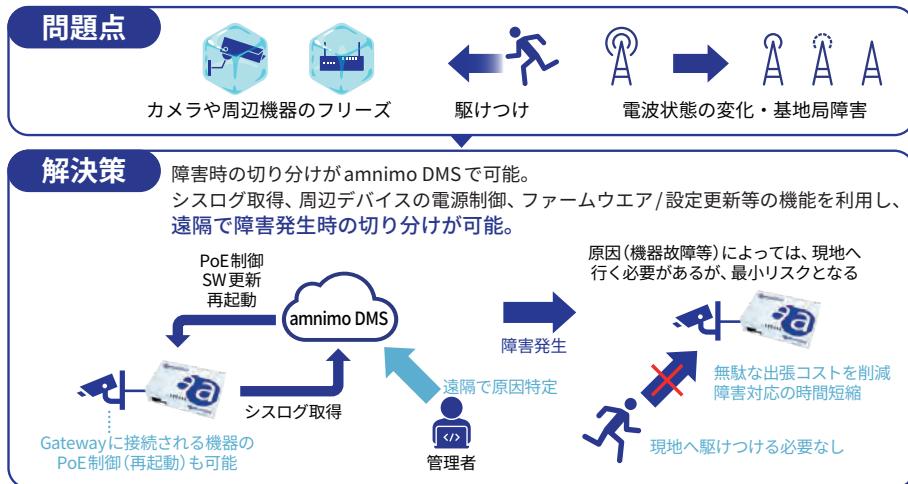 問題点
カメラや周辺機器のフリーズ
駆けつけ
電波状態の変化・基地局障害
解決策
障害時の切り分けがamnimo DMSで可能。
シスログ取得、周辺デバイスの電源制御、ファームウエア/設定更新等の機能を利用し、
遠隔で障害発生時の切り分けが可能。
PoE制御
SW更新
再起動
amnimo DMS
シスログ取得
Gatewayに接続される機器の
PoE制御(再起動)も可能
遠隔で原因特定
</>
管理者
障害発生
原因(機器故障等)によっては、現地へ
行く必要があるが、最小リスクとなる
無駄な出張コストを削減
障害対応の時間短縮
現地へ駆けつける必要なし